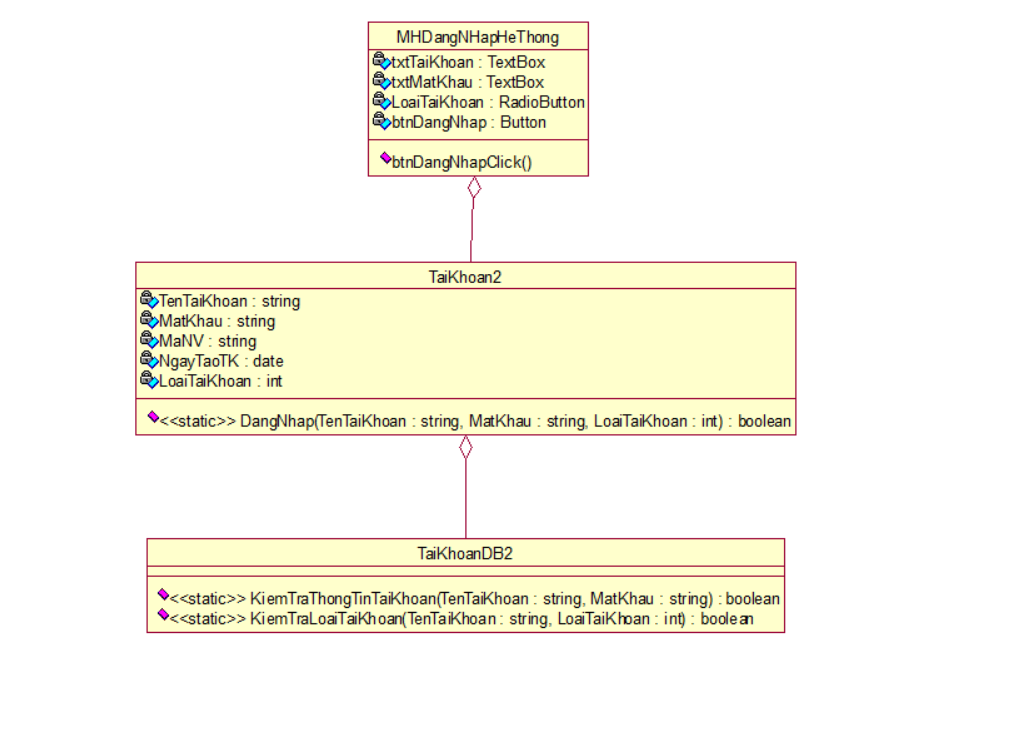 MHDangNHapHeThong
txtTaiKhoan : TextBox
txtMatKhau : TextBox
LoaiTaiKhoan : RadioButton
btnDangNhap : Button
btnDangNhapClick()
TaiKhoan2
TenTaiKhoan : string
MatKhau : string
MaNV : string
NgayTaoTK : date
LoaiTaiKhoan : int
<<static>> DangNhap(TenTaiKhoan : string, MatKhau : string, LoaiTaiKhoan : int) : boolean
TaiKhoanDB2
<<static>> KiemTraThongTinTaiKhoan(TenTaiKhoan : string, MatKhau : string) : boolean
<<static>> KiemTraLoaiTaiKhoan(TenTaiKhoan : string, LoaiTaiKhoan : int) : boolean